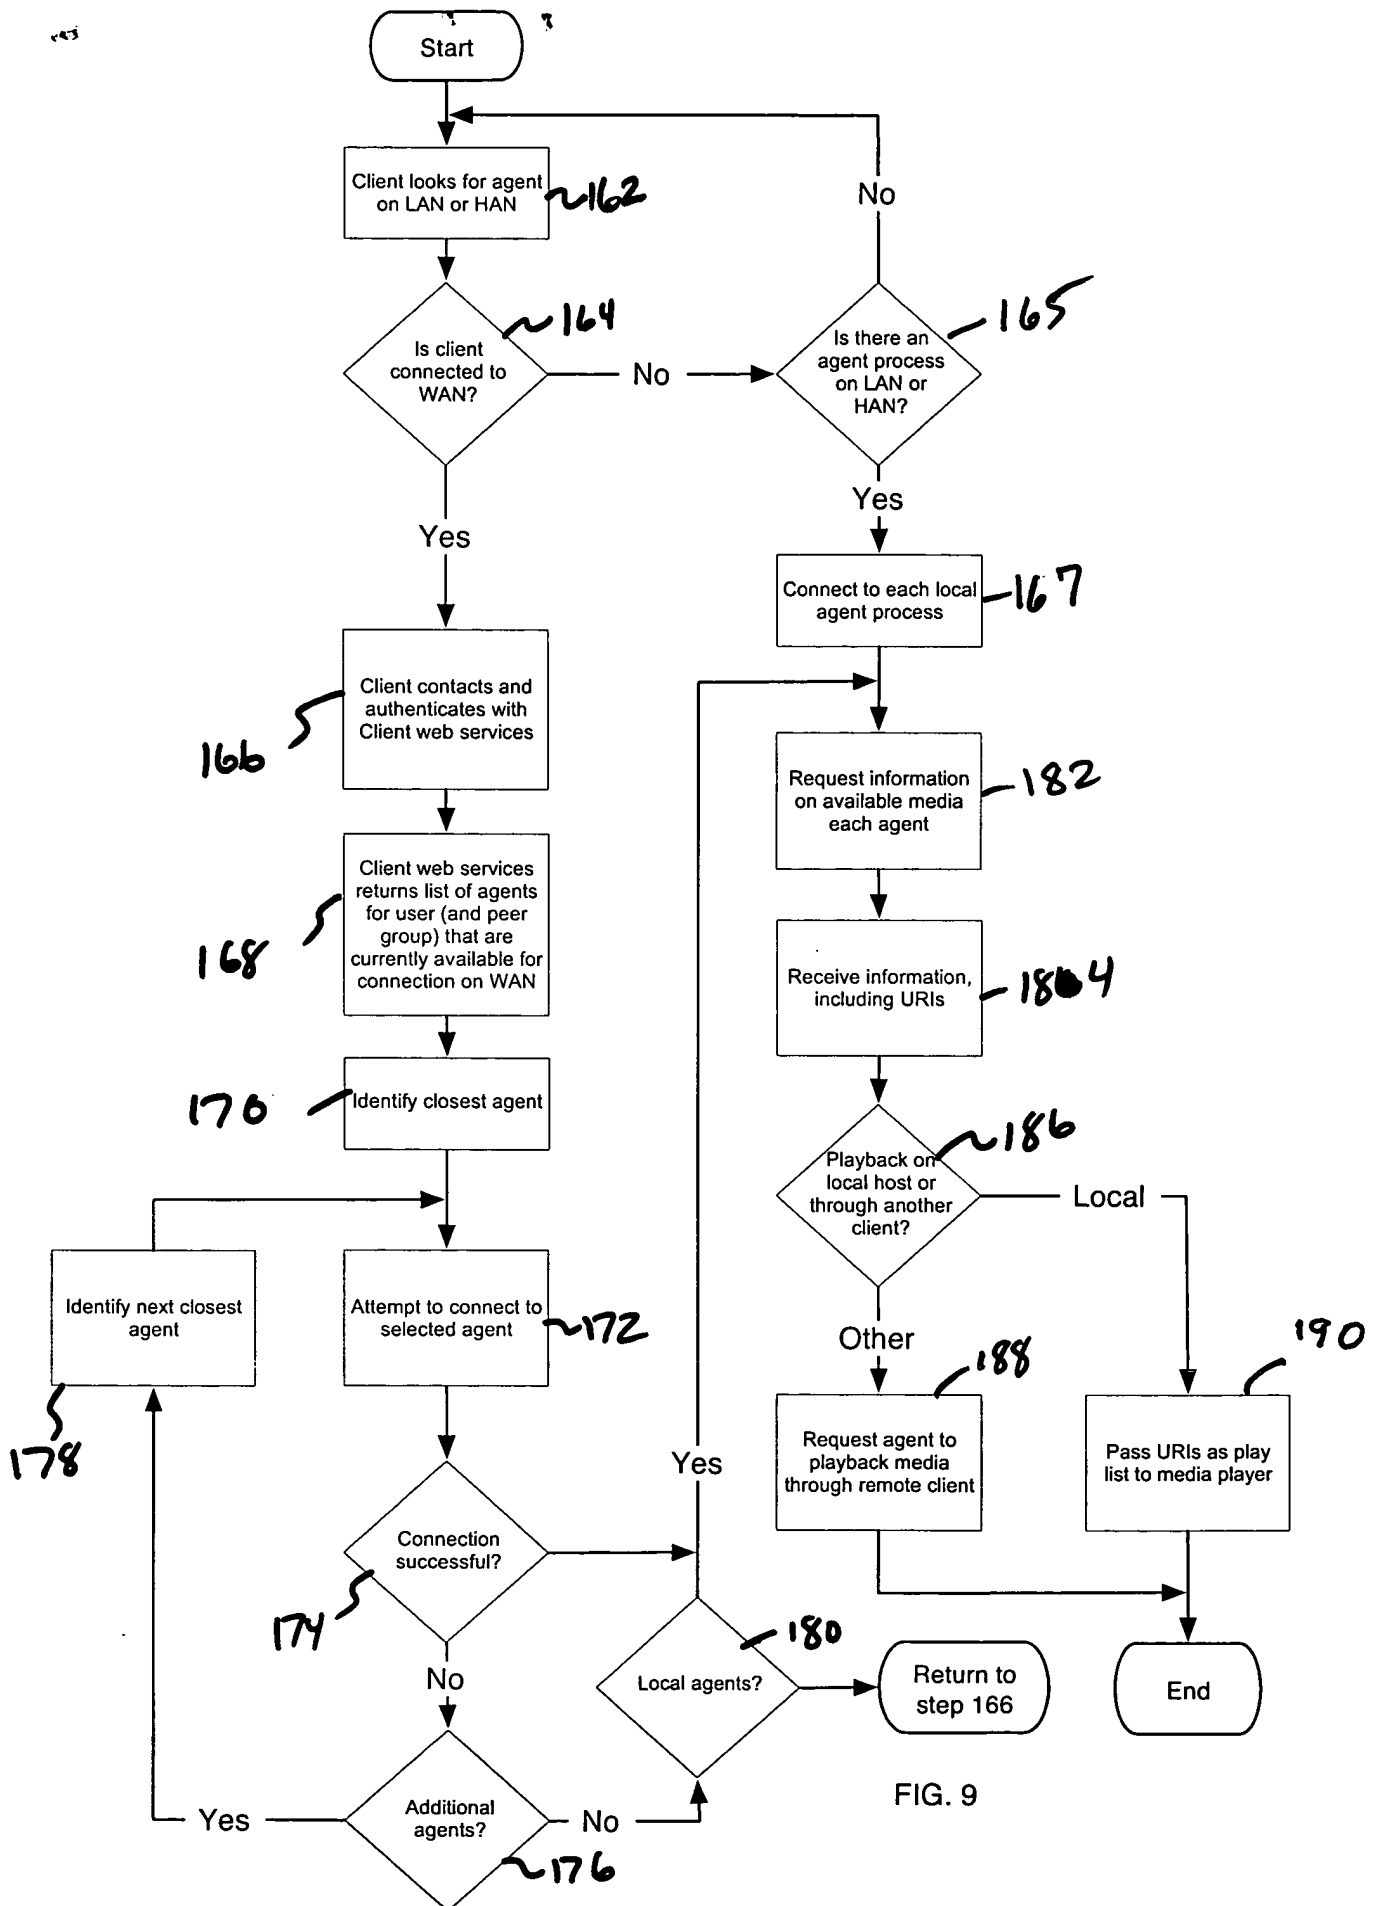 Start
Client looks for agent
on LAN or HAN
162
No
Is client
connected to
WAN?
164
No
Is there an
agent process
on LAN or
HAN?
165
Yes
Yes
Connect to each local
agent process
167
Client contacts and
authenticates with
Client web services
166
Request information
on available media
each agent
182
Client web services
returns list of agents
for user (and peer
group) that are
currently available for
connection on WAN
168
Receive information,
including URIs
184
Identify closest agent
170
Playback on
local host or
through another
client?
186
Local
Identify next closest
agent
178
Attempt to connect to
selected agent
172
Other
188
190
Request agent to
playback media
through remote client
Pass URIs as play
list to media player
Yes
Connection
successful?
174
No
Local agents?
180
Return to
step 166
End
Additional
agents?
176
Yes
No
FIG. 9